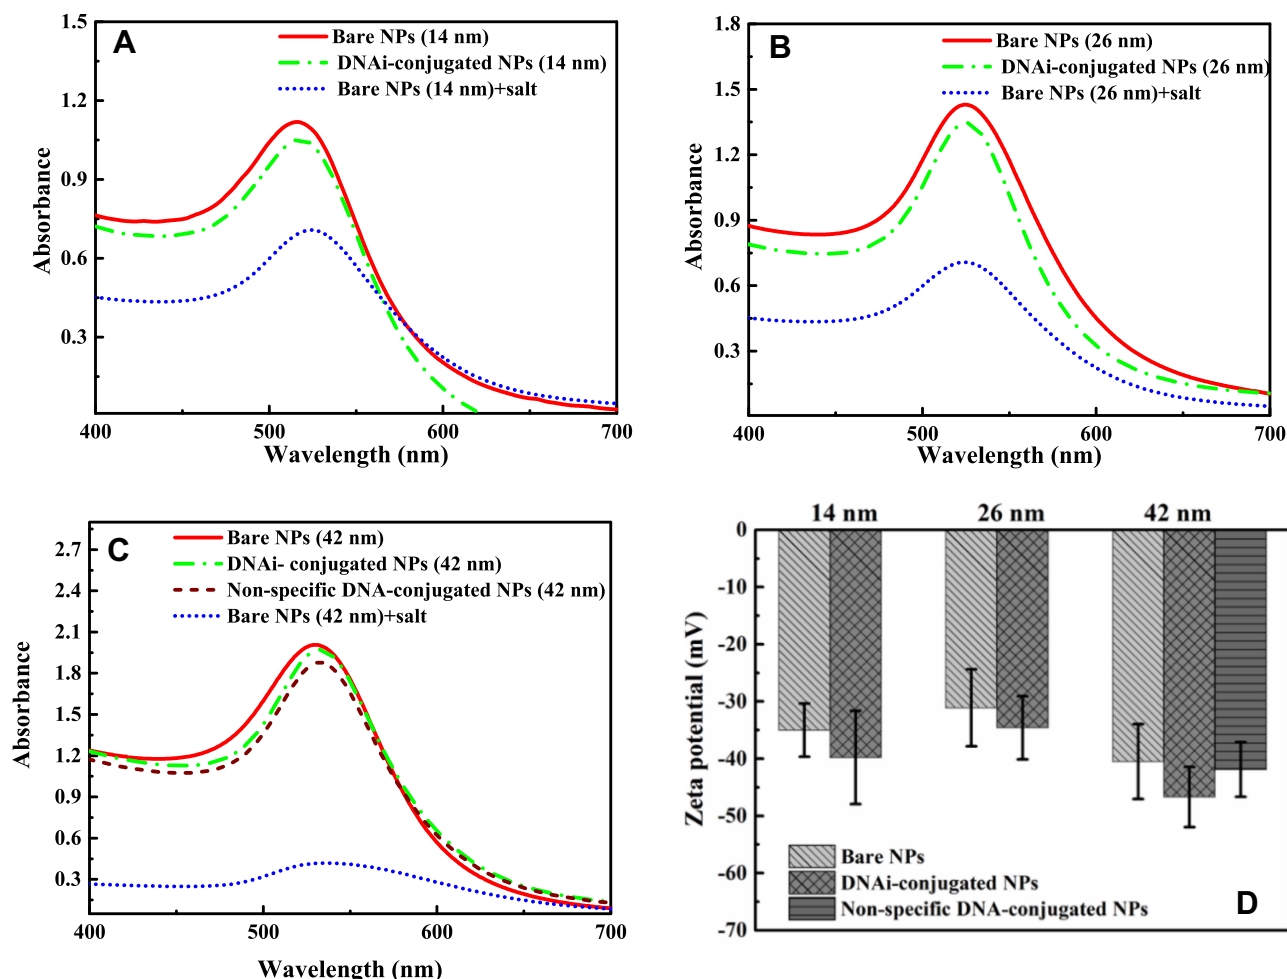 A
Bare NPs (14 nm)
DNAi-conjugated NPs (14 nm)
Bare NPs (14 nm)+salt
1.5
1.2
0.9
0.6
0.3
Absorbance
400
500
600
700
Wavelength (nm)
B
Bare NPs (26 nm)
DNAi-conjugated NPs (26 nm)
Bare NPs (26 nm)+salt
1.8
1.5
1.2
0.9
0.6
0.3
Absorbance
400
500
600
700
Wavelength (nm)
C
Bare NPs (42 nm)
DNAi- conjugated NPs (42 nm)
Non-specific DNA-conjugated NPs (42 nm)
Bare NPs (42 nm)+salt
2.7
2.4
2.1
1.8
1.5
1.2
0.9
0.6
0.3
Absorbance
400
500
600
700
Wavelength (nm)
14 nm
26 nm
42 nm
0
-10
-20
-30
-40
-50
-60
-70
Zeta potential (mV)
Bare NPs
DNAi-conjugated NPs
Non-specific DNA-conjugated NPs
D